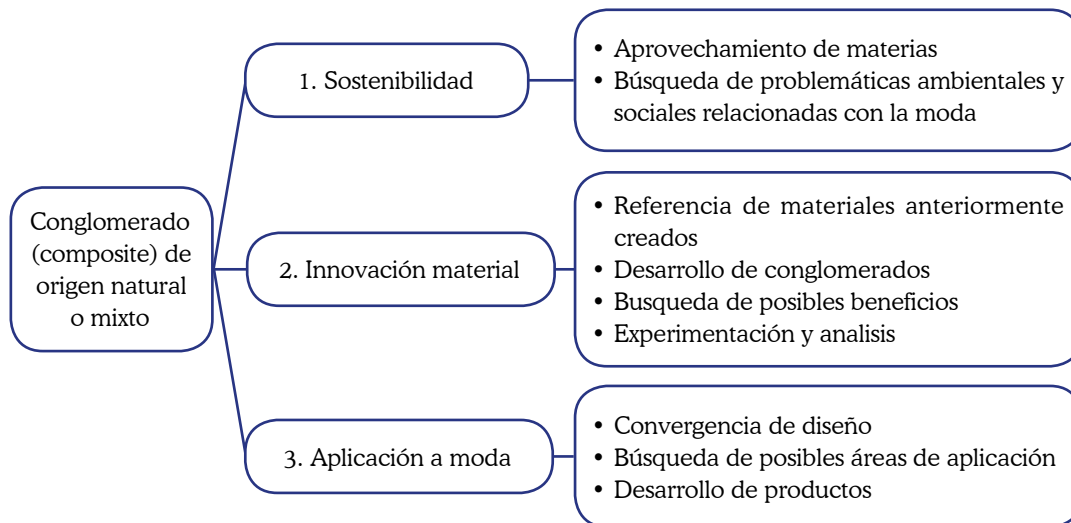 Conglomerado
(composite) de
origen natural
o mixto
1. Sostenibilidad
• Aprovechamiento de materias
• Búsqueda de problemáticas ambientales y
sociales relacionadas con la moda
2. Innovación material
• Referencia de materiales anteriormente
creados
• Desarrollo de conglomerados
• Busqueda de posibles beneficios
• Experimentación y analisis
3. Aplicación a moda
• Convergencia de diseño
• Búsqueda de posibles áreas de aplicación
• Desarrollo de productos